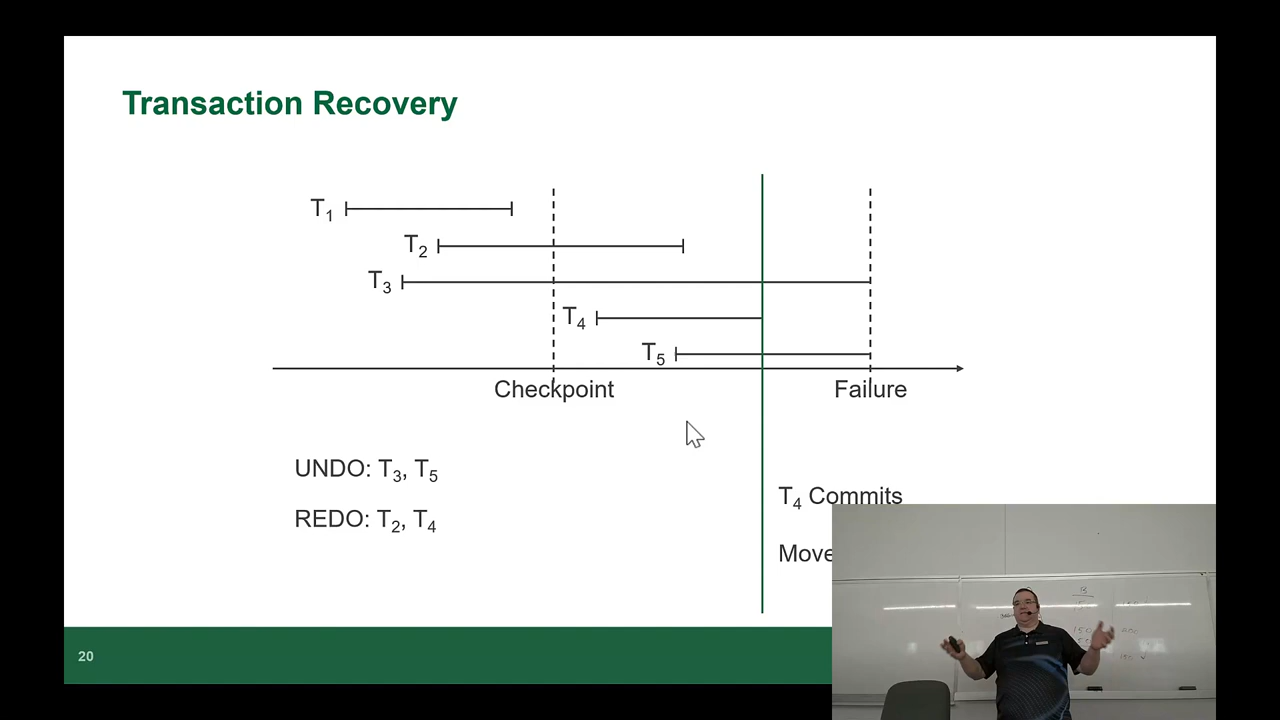 Transaction Recovery
T1
T2
T3
T4
T5
Checkpoint
Failure
UNDO: T3, T5
REDO: T2, T4
T4 Commits
Move
20
B